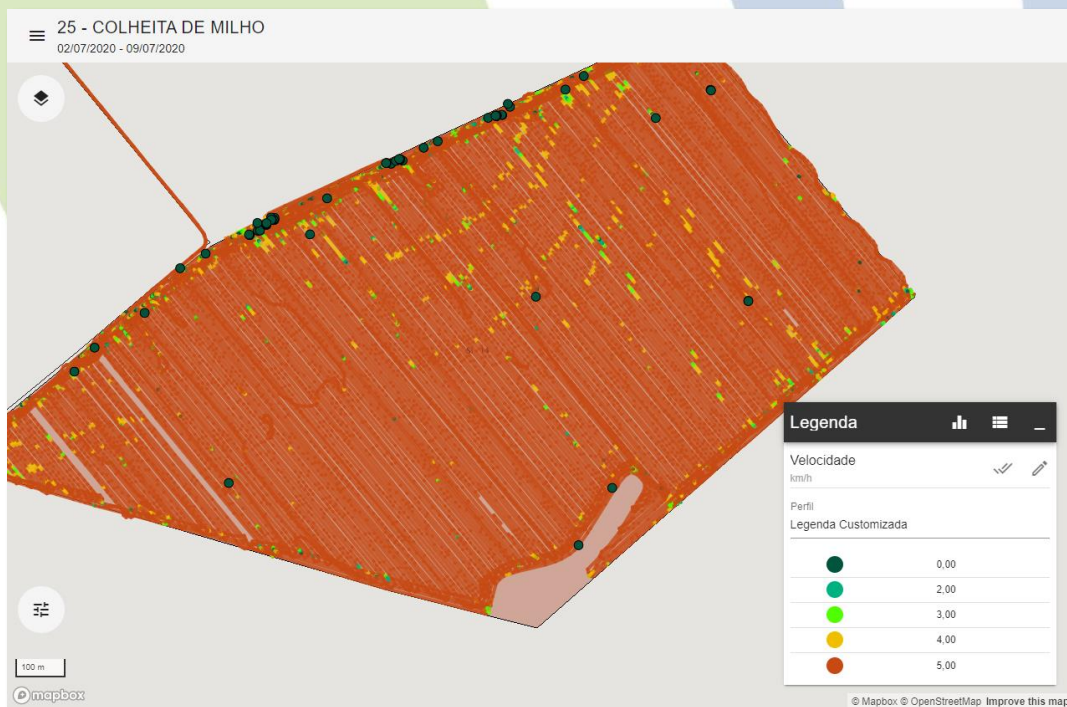 25 - COLHEITA DE MILHO
02/07/2020 - 09/07/2020
Legenda
Velocidade
km/h
Perfil
Legenda Customizada
0,00
2,00
3,00
4,00
5,00
100 m
mapbox
© Mapbox © OpenStreetMap Improve this map